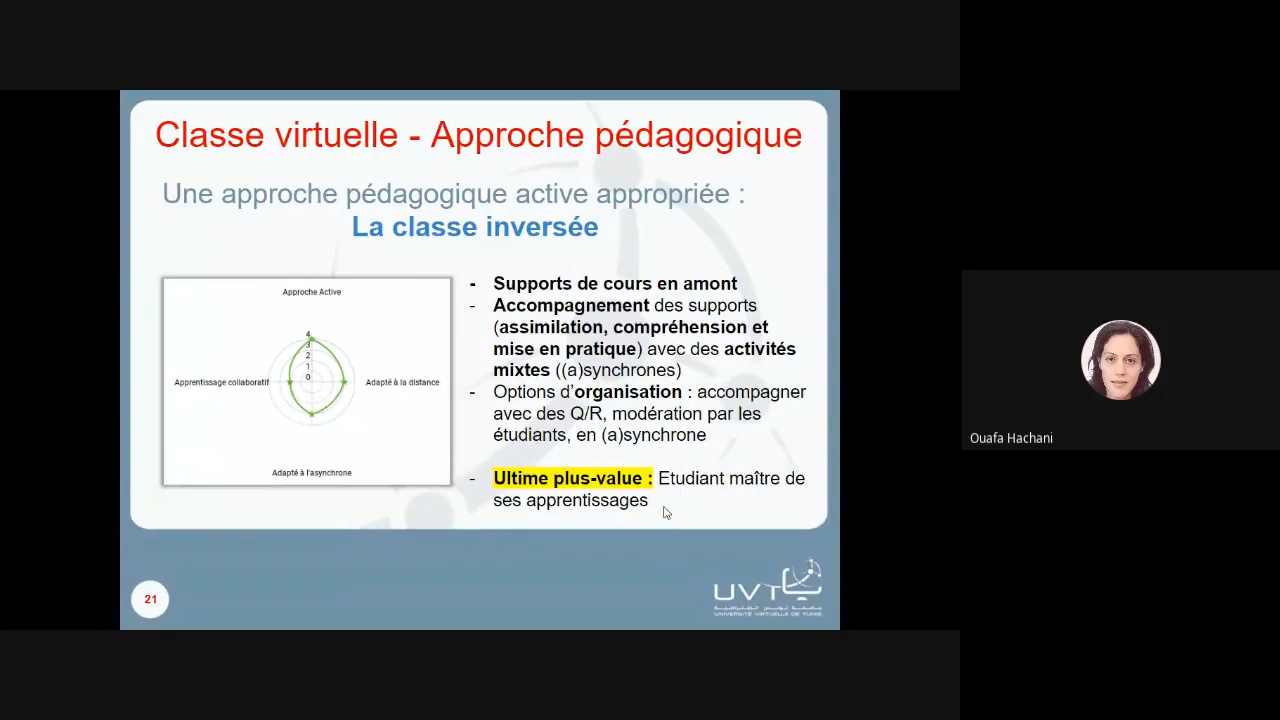 Classe virtuelle - Approche pédagogique
Une approche pédagogique active appropriée :
La classe inversée
Approche Active
4
3
2
1
0
Apprentissage collaboratif
Adapté à la distance
Adapté à l'asynchrone
- Supports de cours en amont
- Accompagnement des supports
(assimilation, compréhension et
mise en pratique) avec des activités
mixtes ((a)synchrones)
- Options d'organisation : accompagner
avec des Q/R, modération par les
étudiants, en (a)synchrone
- Ultime plus-value : Etudiant maître de
ses apprentissages
21
UVT
UNIVERSITÉ VIRTUELLE DE TUNIS
Ouafa Hachani